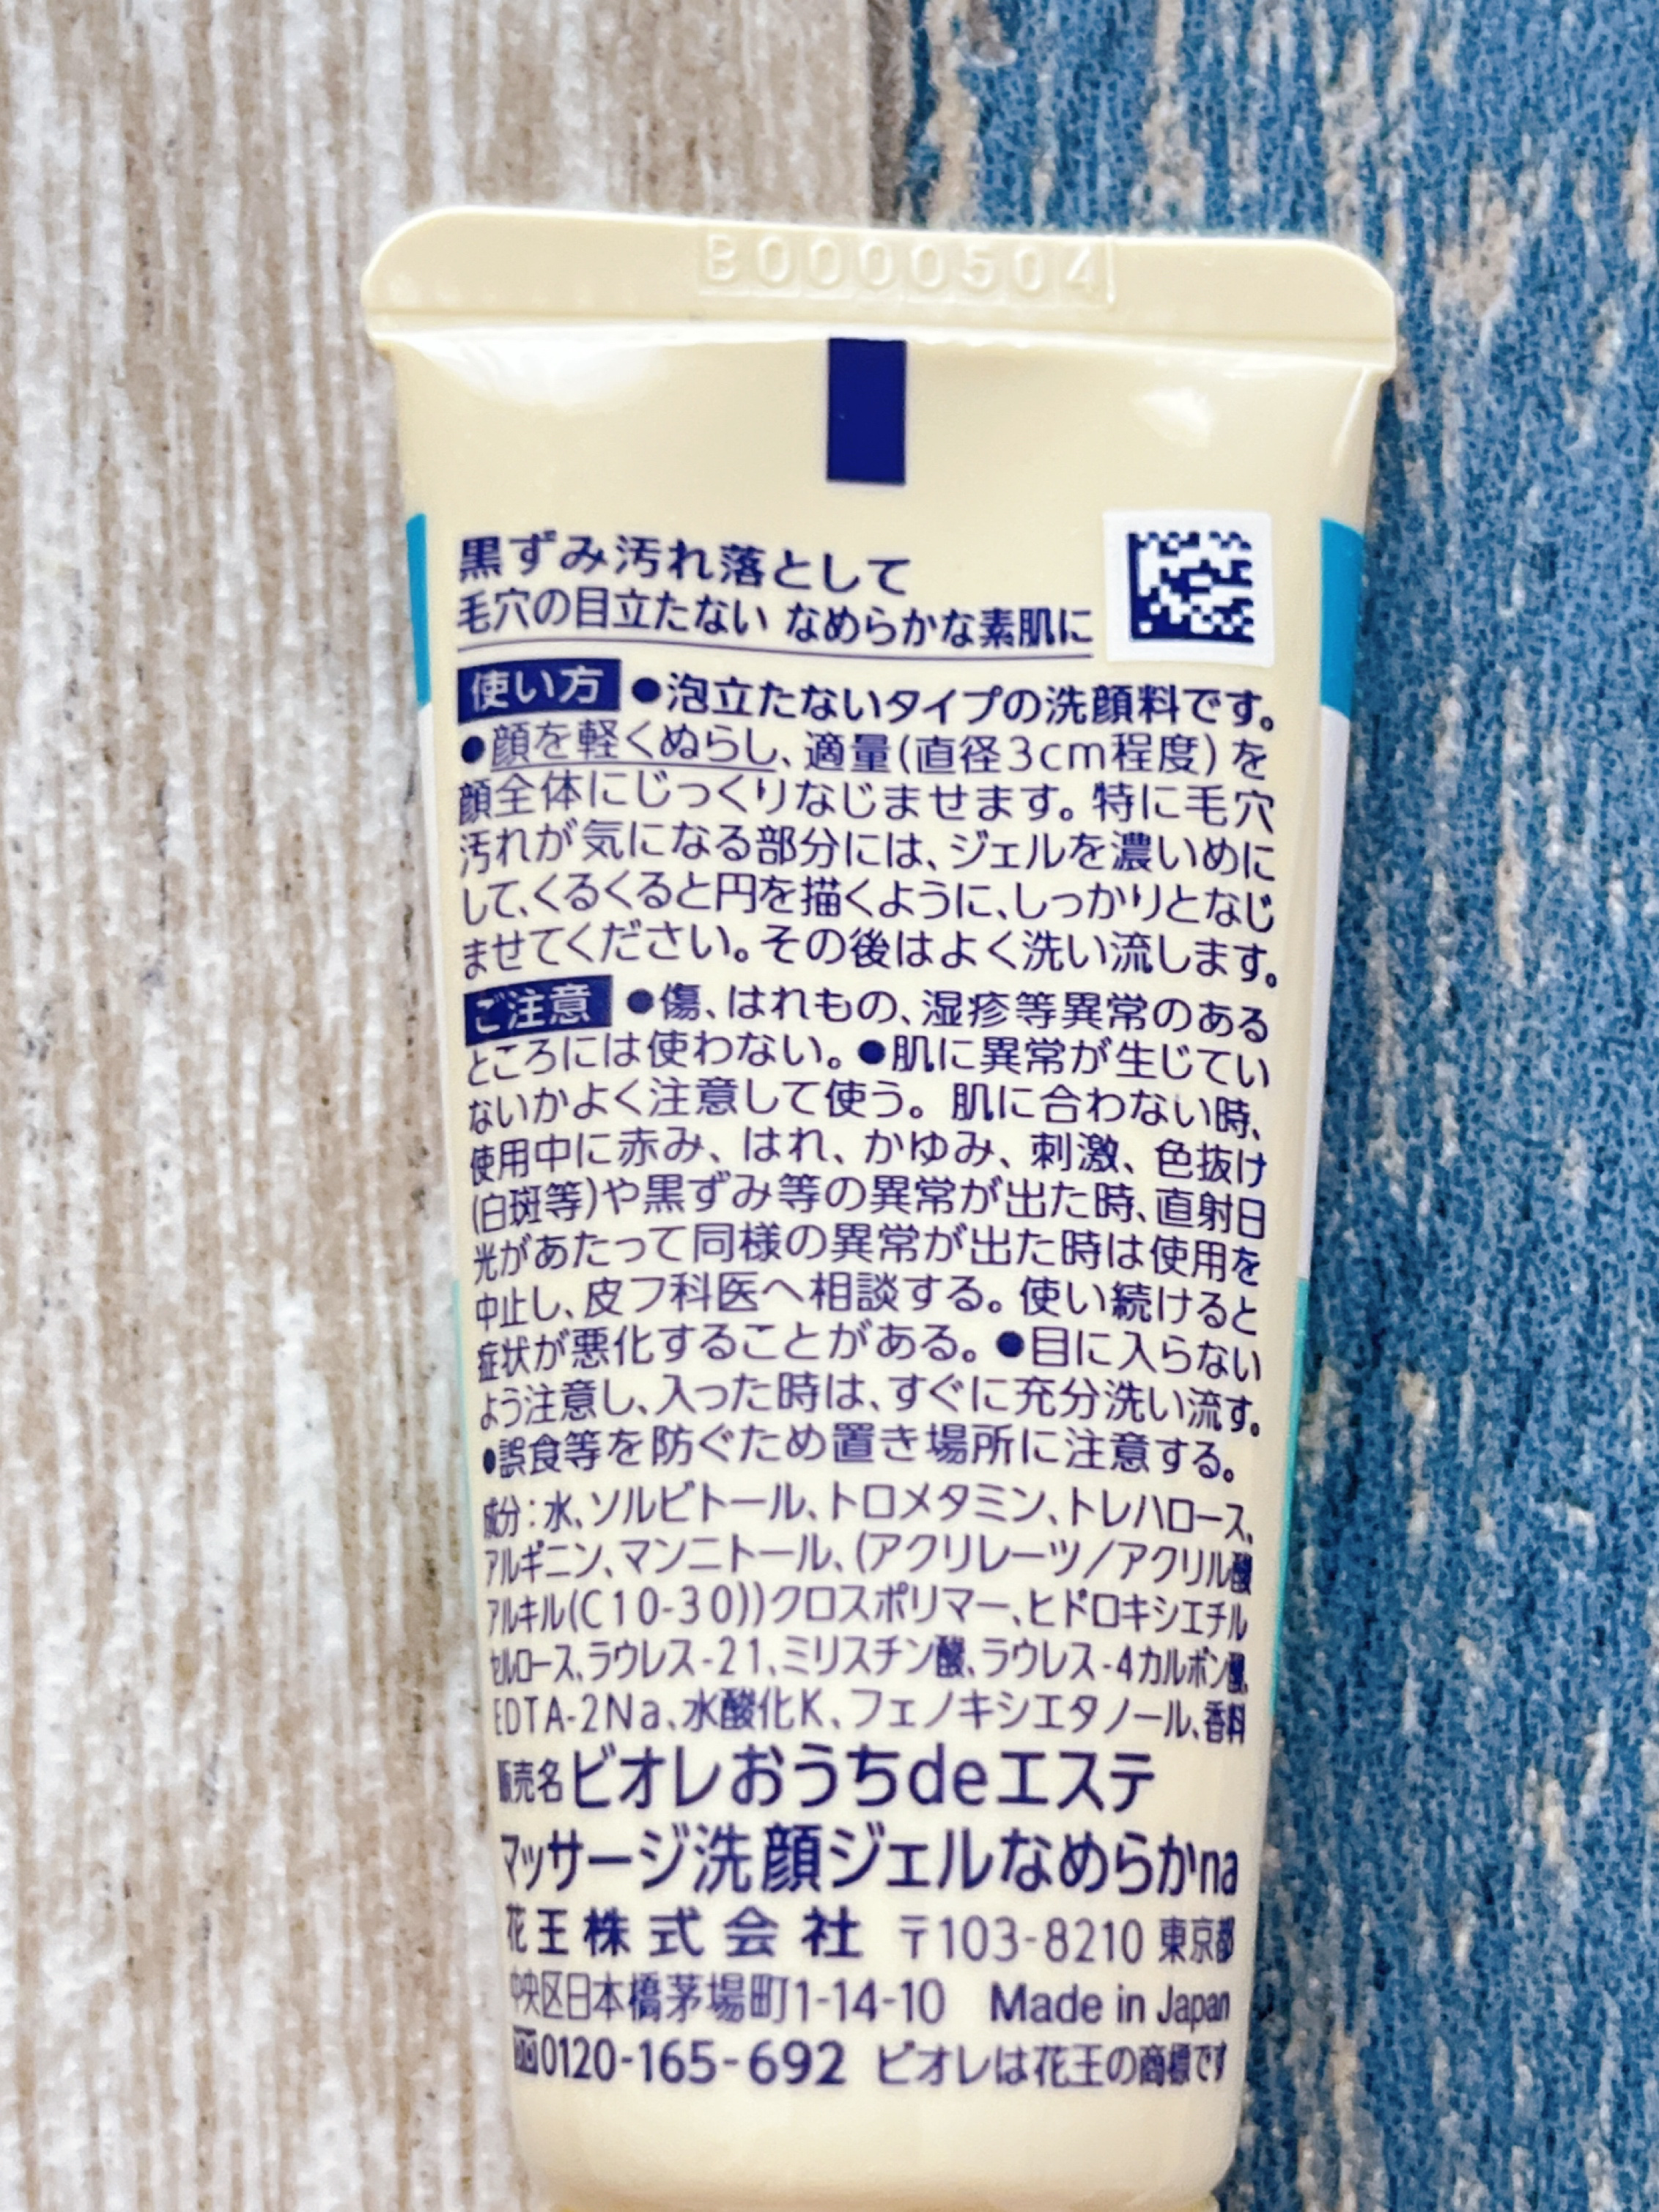 B0000504
黒ずみ汚れ落として
毛穴の目立たない なめらかな素肌に
使い方 ●泡立たないタイプの洗顔料です。
●顔を軽くぬらし、適量(直径3cm程度)を
顔全体にじっくりなじませます。特に毛穴
汚れが気になる部分には、ジェルを濃いめに
して、くるくると円を描くように、しっかりとなじ
ませてください。その後はよく洗い流します。
ご注意 ●傷、はれもの、湿疹等異常のある
ところには使わない。●肌に異常が生じてい
ないかよく注意して使う。肌に合わない時、
使用中に赤み、はれ、かゆみ、刺激、色抜け
(白斑等)や黒ずみ等の異常が出た時、直射日
光があたって同様の異常が出た時は使用を
中止し、皮フ科医へ相談する。使い続けると
症状が悪化することがある。●目に入らない
よう注意し、入った時は、すぐに充分洗い流す。
●誤食等を防ぐため置き場所に注意する。
成分:水、ソルビトール、トロメタミン、トレハロース、
アルギニン、マンニトール、(アクリレーツ/アクリル酸
アルキル(C10-30))クロスポリマー、ヒドロキシエチル
セルロース、ラウレス-21、ミリスチン酸、ラウレス-4カルボン酸、
EDTA-2Na、水酸化K、フェノキシエタノール、香料
販売名ビオレおうちdeエステ
マッサージ洗顔ジェルなめらかna
花王株式会社 〒103-8210 東京都
中央区日本橋茅場町1-14-10 Made in Japan
0120-165-692 ビオレは花王の商標です